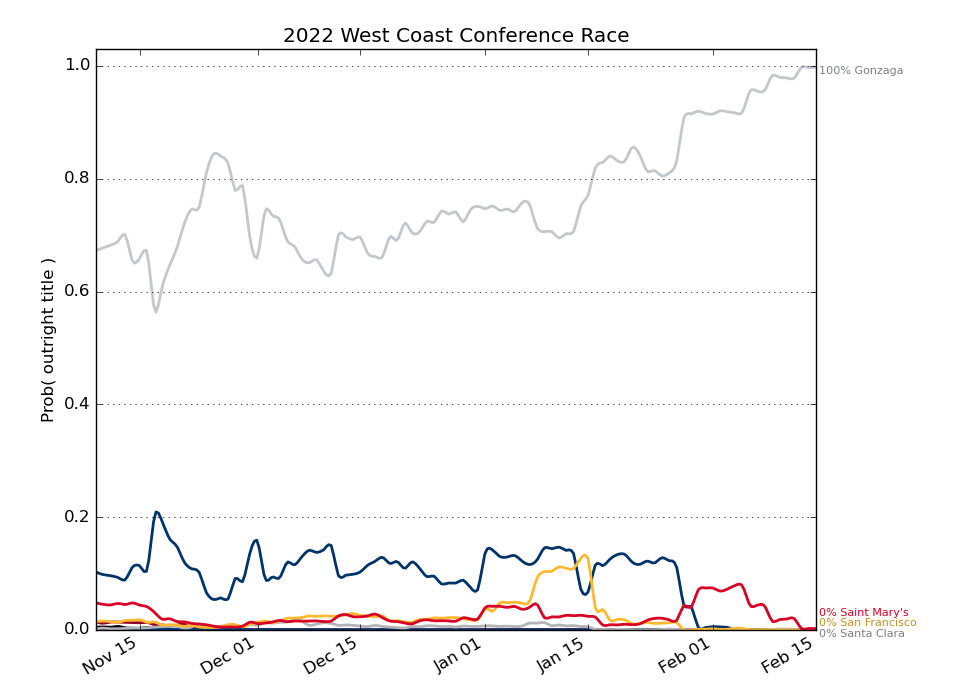 2022 West Coast Conference Race
Prob( outright title )
1.0
0.8
0.6
0.4
0.2
0.0
Nov 15
Dec 01
Dec 15
Jan 01
Jan 15
Feb 01
Feb 15
100% Gonzaga
0% Saint Mary's
0% San Francisco
0% Santa Clara